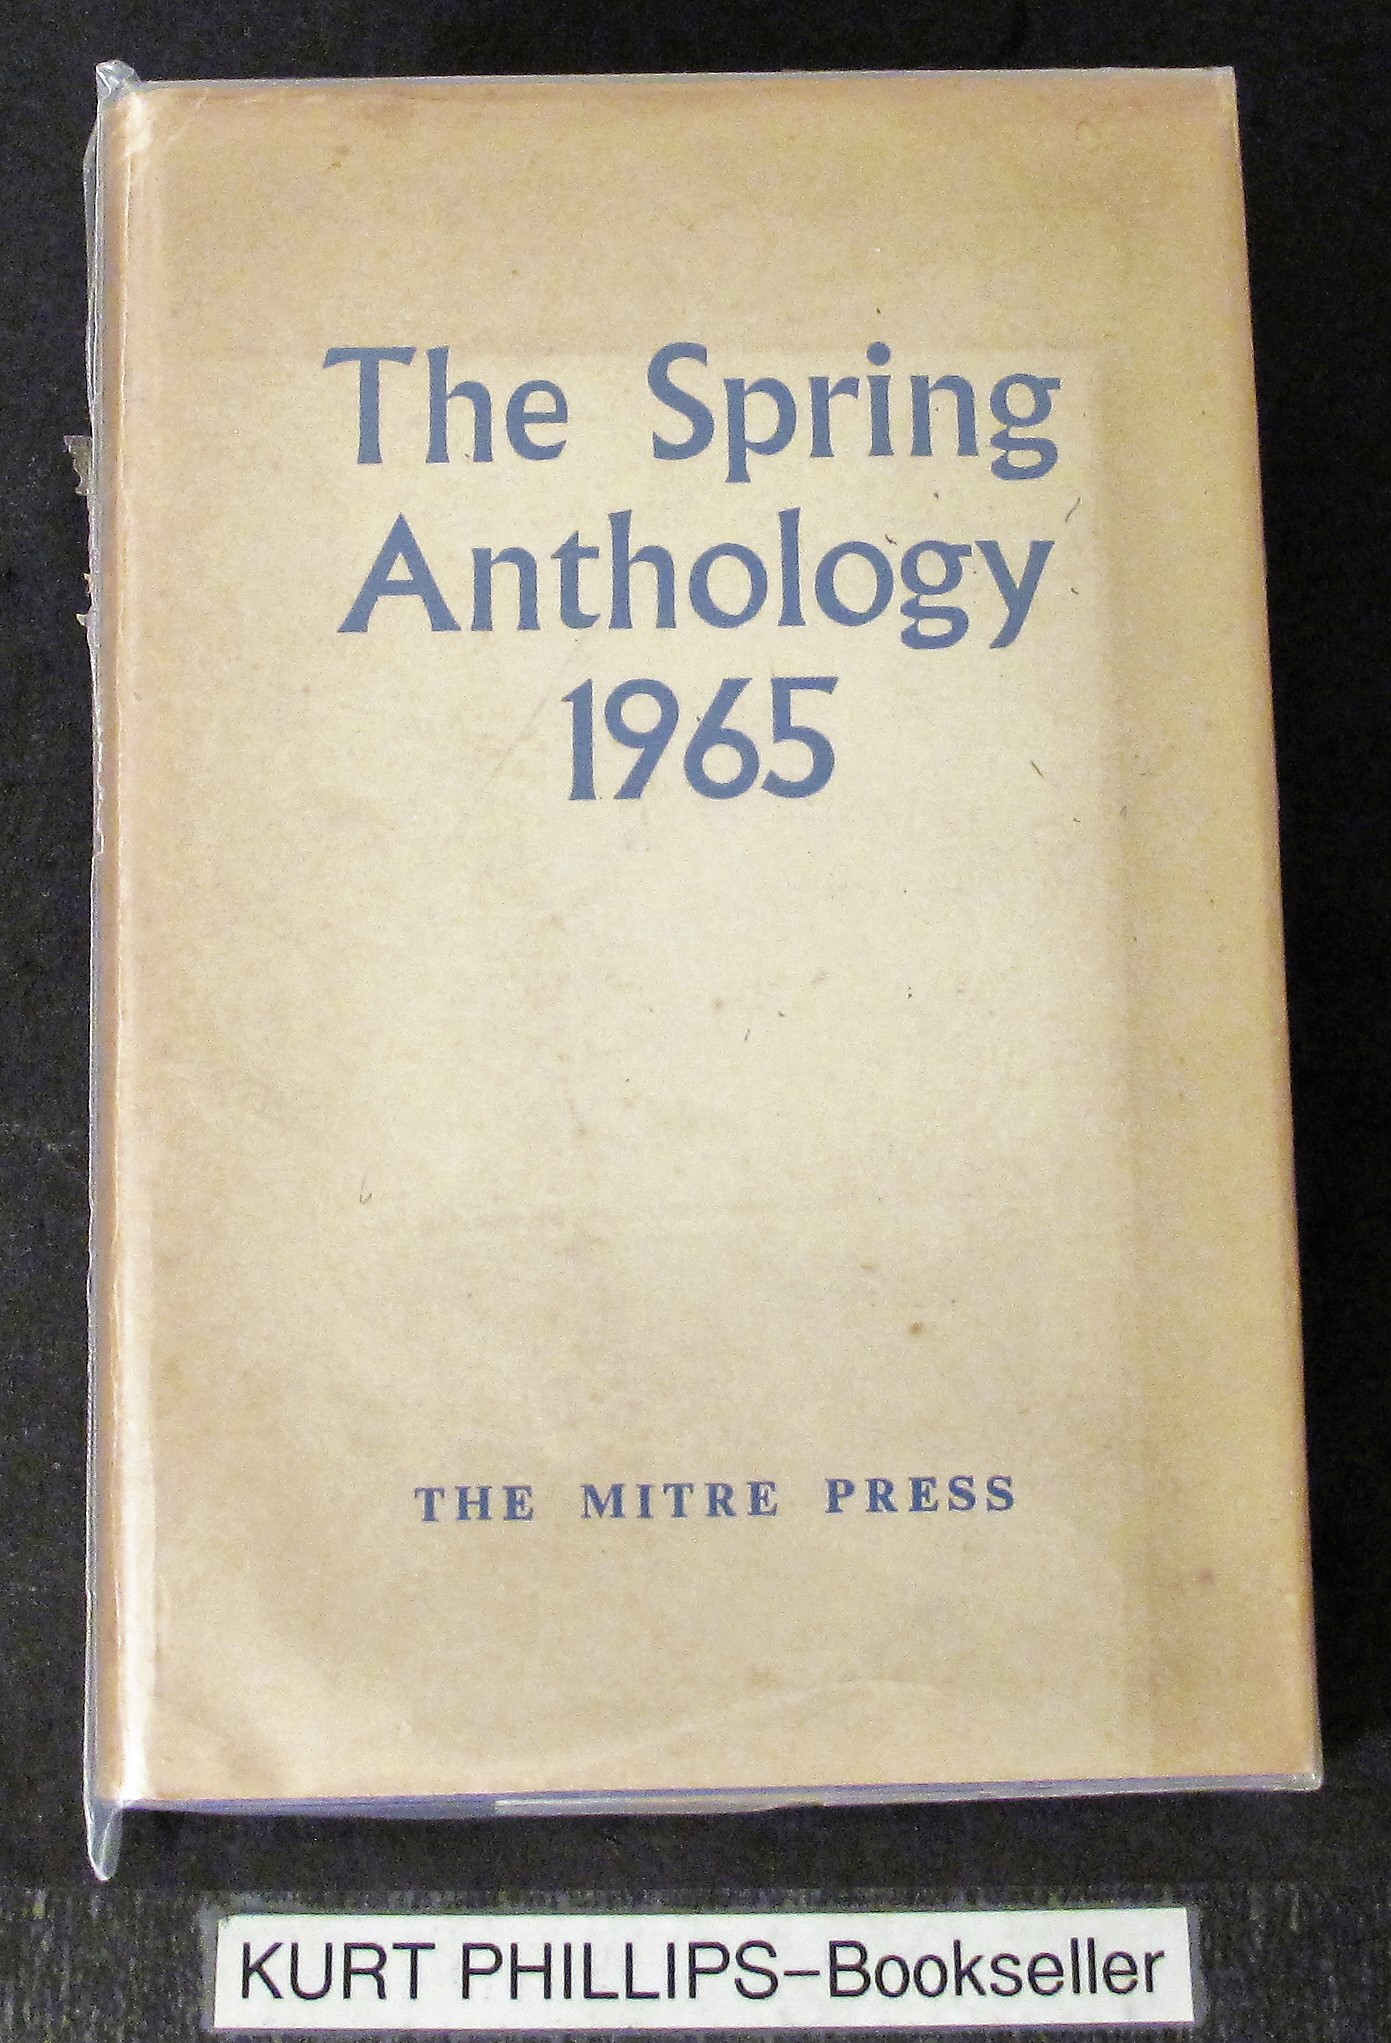 The Spring
Anthology
1965
THE MITRE PRESS
KURT PHILLIPS–Bookseller